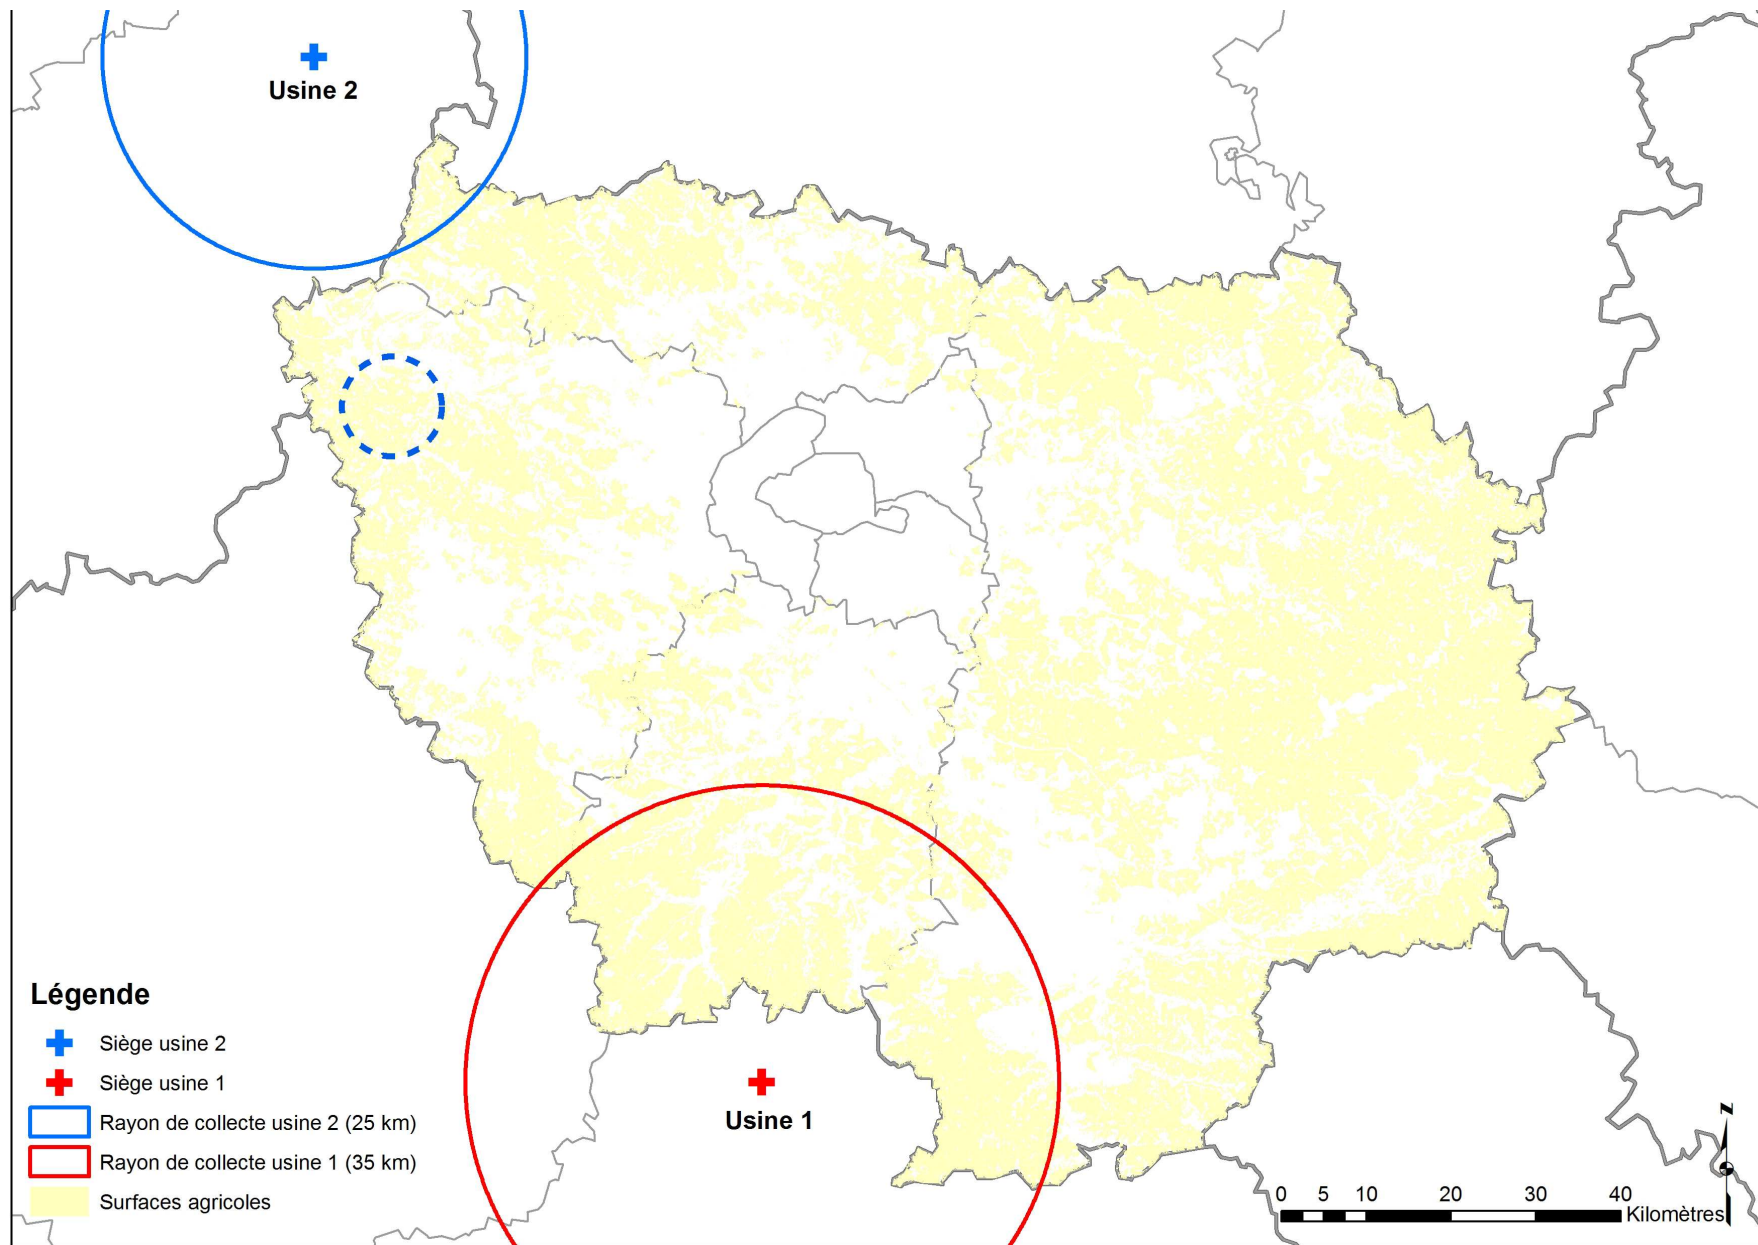 Usine 2
Usine 1
Légende
Siège usine 2
Siège usine 1
Rayon de collecte usine 2 (25 km)
Rayon de collecte usine 1 (35 km)
Surfaces agricoles
N
0 5 10 20 30 40
Kilomètres